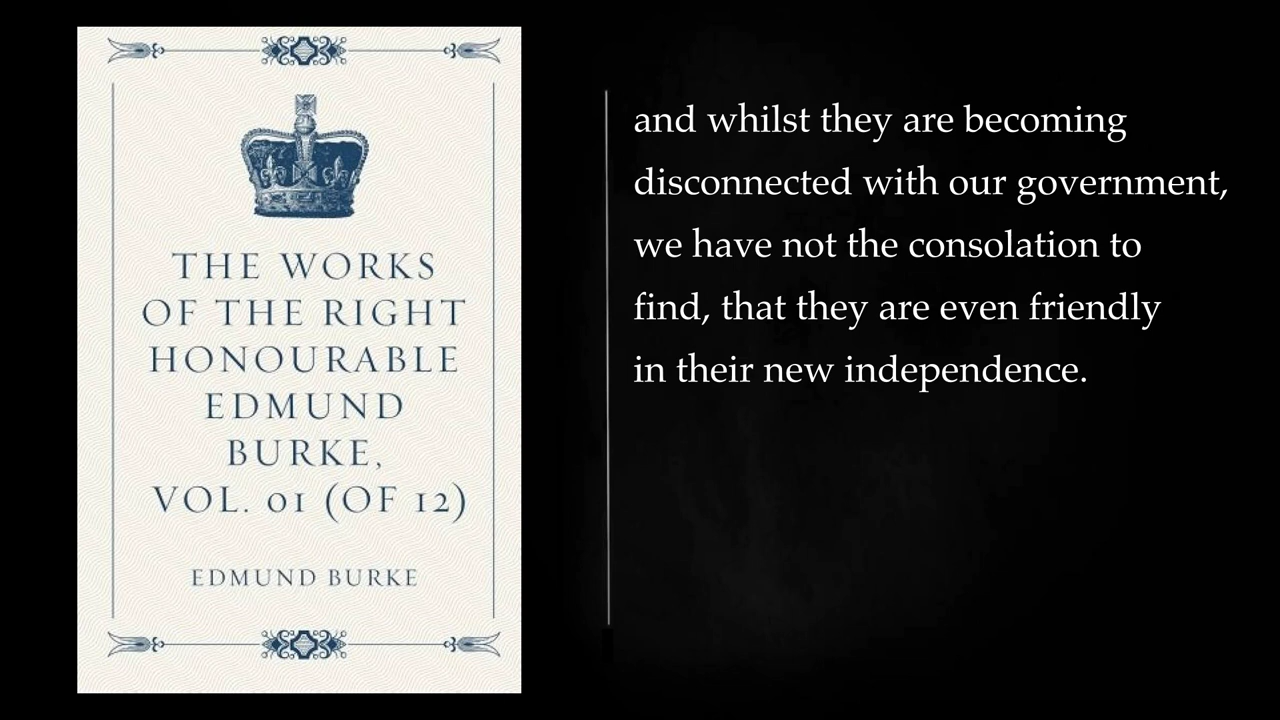 THE WORKS
OF THE RIGHT
HONOURABLE
EDMUND
BURKE,
VOL. 01 (OF 12)
EDMUND BURKE
and whilst they are becoming
disconnected with our government,
we have not the consolation to
find, that they are even friendly
in their new independence.